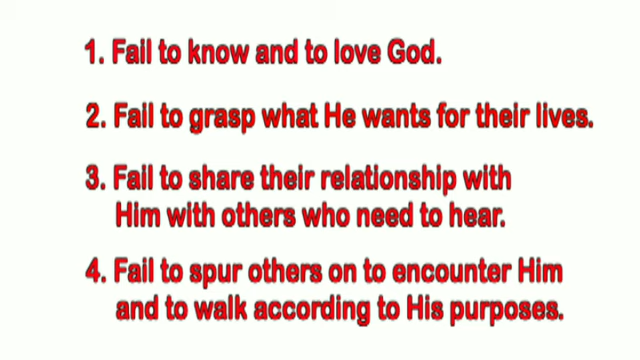 1. Fail to know and to love God.
2. Fail to grasp what He wants for their lives.
3. Fail to share their relationship with
Him with others who need to hear.
4. Fail to spur others on to encounter Him
and to walk according to His purposes.